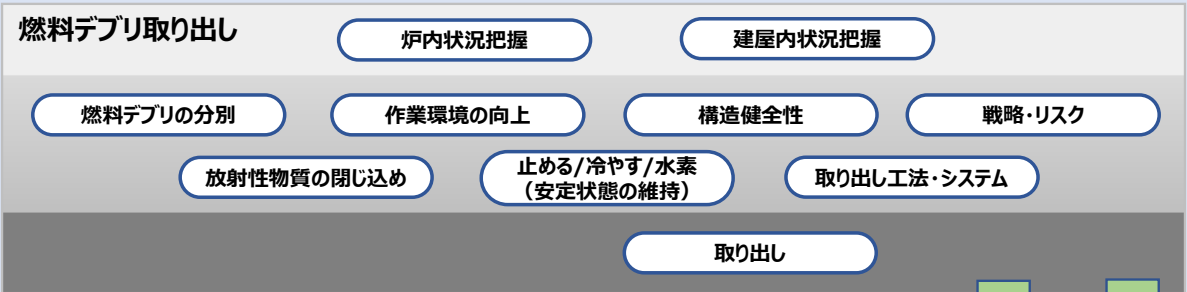 燃料デブリ取り出し
炉内状況把握
建屋内状況把握
燃料デブリの分別
作業環境の向上
構造健全性
戦略・リスク
放射性物質の閉じ込め
止める/冷やす/水素
（安定状態の維持）
取り出し工法・システム
取り出し